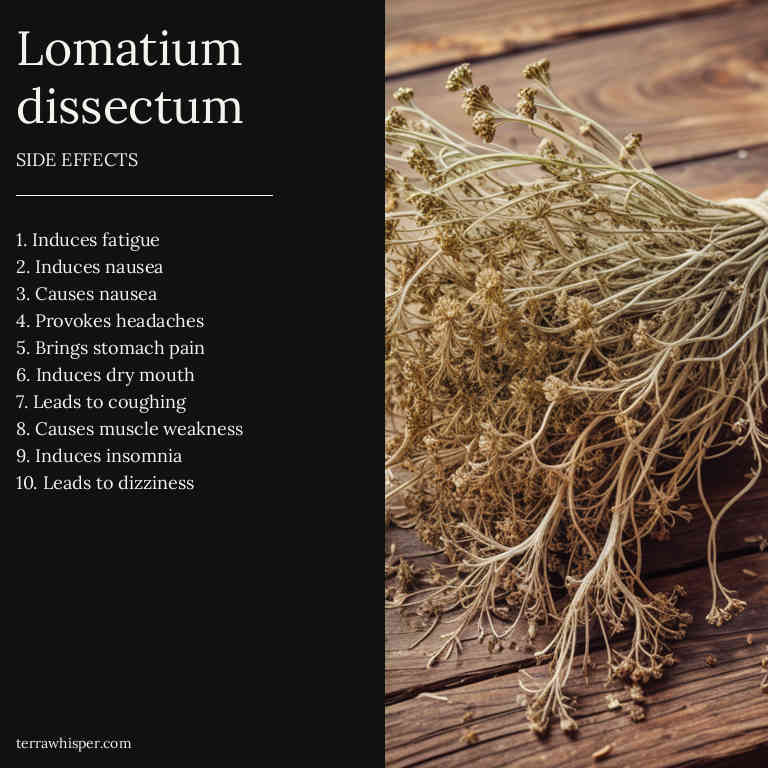 Lomatium
dissectum
SIDE EFFECTS
1. Induces fatigue
2. Induces nausea
3. Causes nausea
4. Provokes headaches
5. Brings stomach pain
6. Induces dry mouth
7. Leads to coughing
8. Causes muscle weakness
9. Induces insomnia
10. Leads to dizziness
terrawhisper.com